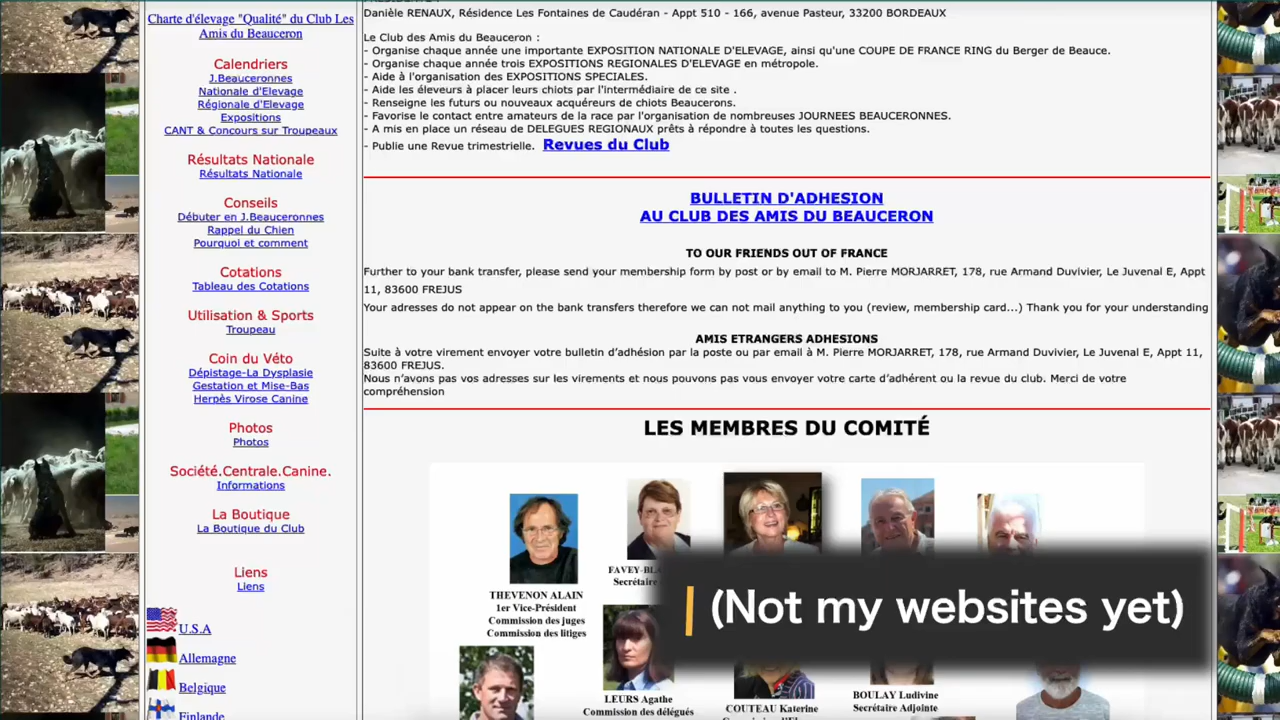 Charte d'élevage "Qualité" du Club Les
Amis du Beauceron
Calendriers
J.Beauceronnes
Nationale d'Elevage
Régionale d'Elevage
Expositions
CANT & Concours sur Troupeaux
Résultats Nationale
Résultats Nationale
Conseils
Débuter en J.Beauceronnes
Rappel du Chien
Pourquoi et comment
Cotations
Tableau des Cotations
Utilisation & Sports
Troupeau
Coin du Véto
Dépistage-La Dysplasie
Gestation et Mise-Bas
Herpès Virose Canine
Photos
Photos
Société.Centrale.Canine.
Informations
La Boutique
La Boutique du Club
Liens
Liens
U.S.A
Allemagne
Belgique
Finlande
Danièle RENAUX, Résidence Les Fontaines de Caudéran - Appt 510 - 166, avenue Pasteur, 33200 BORDEAUX
Le Club des Amis du Beauceron :
- Organise chaque année une importante EXPOSITION NATIONALE D'ELEVAGE, ainsi qu'une COUPE DE FRANCE RING du Berger de Beauce.
- Organise chaque année trois EXPOSITIONS REGIONALES D'ELEVAGE en métropole.
- Aide à l'organisation des EXPOSITIONS SPECIALES.
- Aide les éleveurs à placer leurs chiots par l'intermédiaire de ce site .
- Renseigne les futurs ou nouveaux acquéreurs de chiots Beaucerons.
- Favorise le contact entre amateurs de la race par l'organisation de nombreuses JOURNEES BEAUCERONNES.
- A mis en place un réseau de DELEGUES REGIONAUX prêts à répondre à toutes les questions.
- Publie une Revue trimestrielle. Revues du Club
BULLETIN D'ADHESION
AU CLUB DES AMIS DU BEAUCERON
TO OUR FRIENDS OUT OF FRANCE
Further to your bank transfer, please send your membership form by post or by email to M. Pierre MORJARRET, 178, rue Armand Duvivier, Le Juvenal E, Appt
11, 83600 FREJUS
Your adresses do not appear on the bank transfers therefore we can not mail anything to you (review, membership card...) Thank you for your understanding
AMIS ETRANGERS ADHESIONS
Suite à votre virement envoyer votre bulletin d'adhésion par la poste ou par email à M. Pierre MORJARRET, 178, rue Armand Duvivier, Le Juvenal E, Appt 11,
83600 FREJUS.
Nous n'avons pas vos adresses sur les virements et nous pouvons pas vous envoyer votre carte d'adhérent ou la revue du club. Merci de votre
compréhension
LES MEMBRES DU COMITÉ
THEVENON ALAIN
1er Vice-Président
Commission des juges
Commission des litiges
(Not my websites yet)
LEURS Agathe
Commission des délégués
COUTEAU Katerine
BOULAY Ludivine
Secrétaire Adjointe